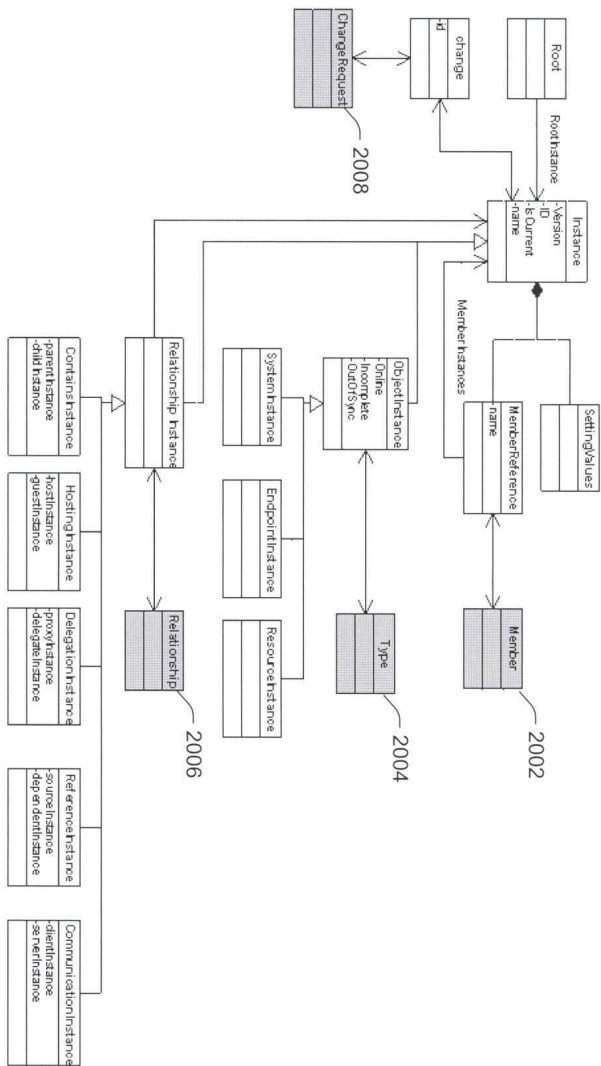 Root
RootInstance
Instance
-Version
-ID
-IsCurrent
-name
SettingValues
change
-id
MemberInstances
MemberReference
-name
Member
2002
ChangeRequest
2008
ObjectInstance
-Online
-Incomplete
-OutOfSync
Type
2004
SystemInstance
EndpointInstance
ResourceInstance
Relationship Instance
Relationship
2006
ContainsInstance
-parentInstance
-childInstance
HostingInstance
-hostInstance
-guestInstance
DelegationInstance
-proxyInstance
-delegateInstance
ReferenceInstance
-sourceInstance
-dependentInstance
CommunicationInstance
-clientInstance
-serverInstance